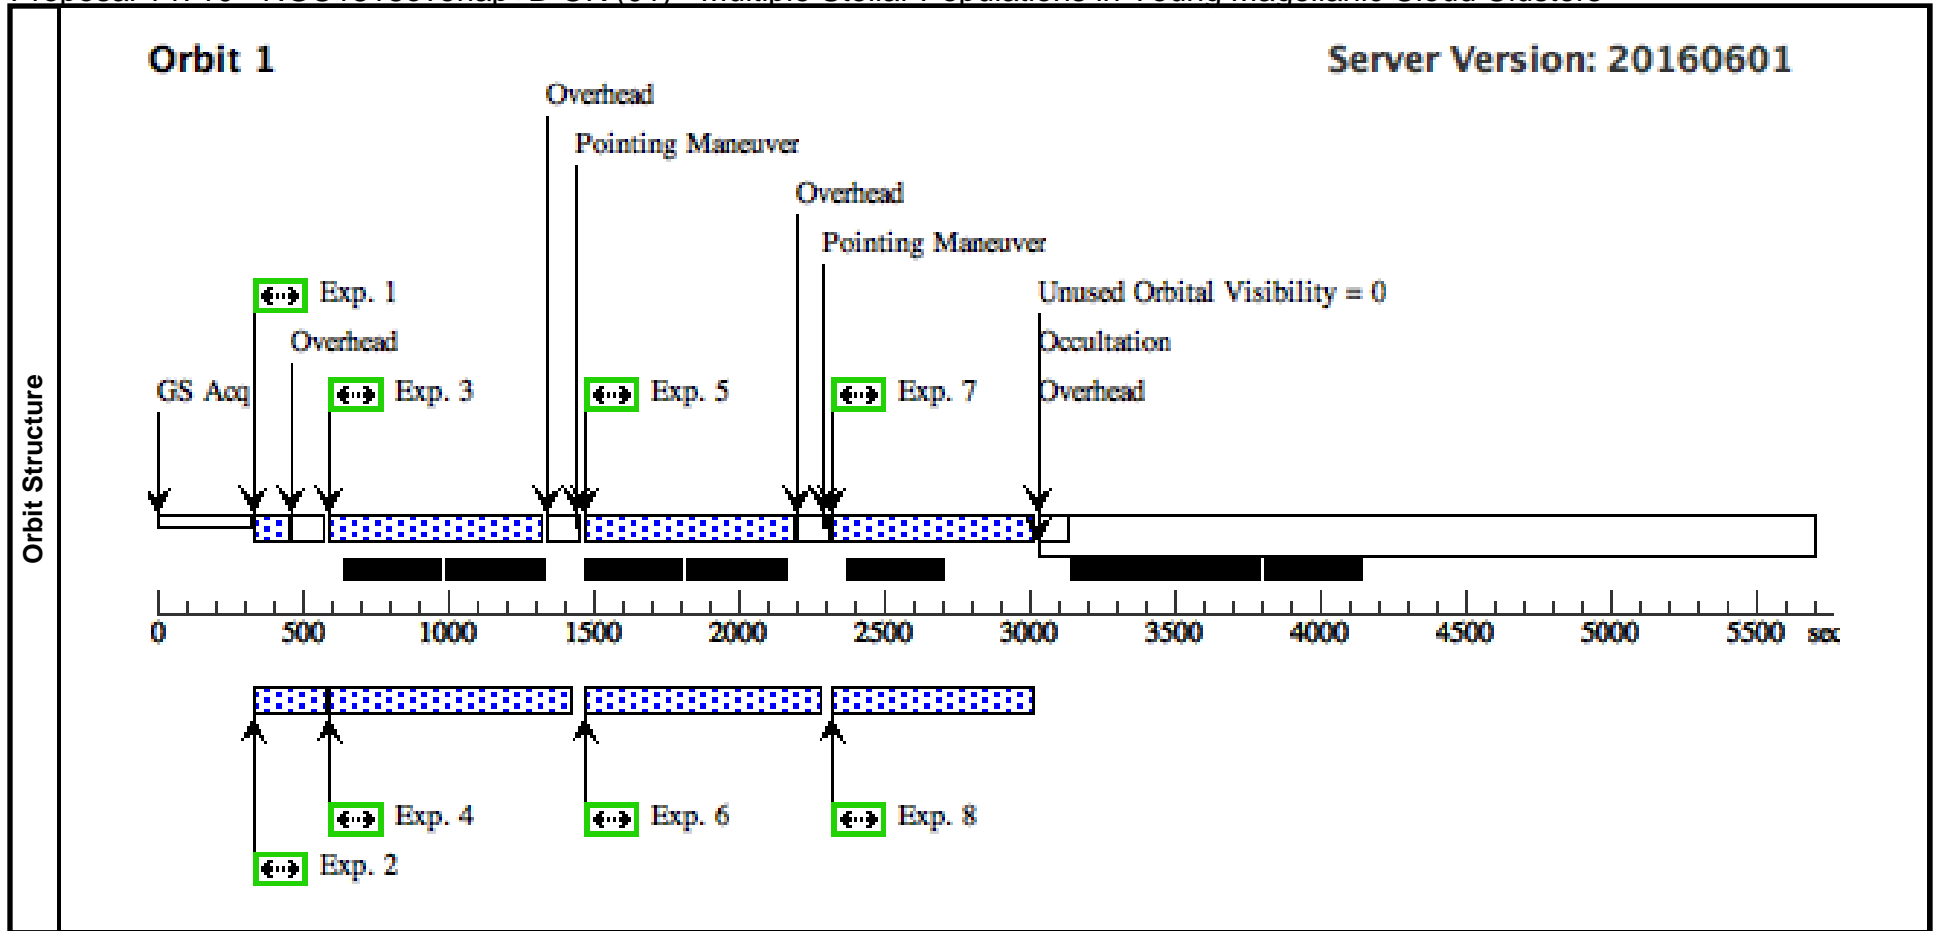 Orbit 1
Server Version: 20160601
Overhead
Pointing Maneuver
Overhead
Pointing Maneuver
Exp. 1
Unused Orbital Visibility = 0
Overhead
Occultation
GS Acq
Exp. 3
Exp. 5
Exp. 7
Overhead
Orbit Structure
0 500 1000 1500 2000 2500 3000 3500 4000 4500 5000 5500 sec
Exp. 4
Exp. 6
Exp. 8
Exp. 2